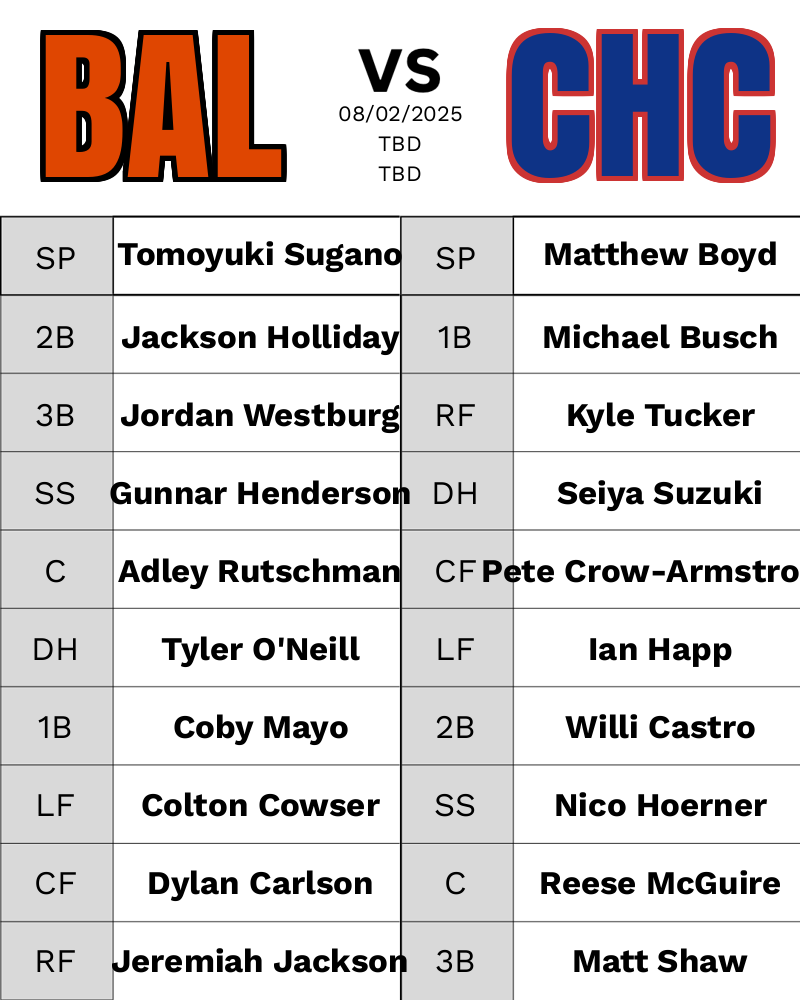 BAL VS CHC
08/02/2025
TBD
TBD
SP Tomoyuki Sugano SP Matthew Boyd
2B Jackson Holliday 1B Michael Busch
3B Jordan Westburg RF Kyle Tucker
SS Gunnar Henderson DH Seiya Suzuki
C Adley Rutschman CF Pete Crow-Armstro
DH Tyler O'Neill LF Ian Happ
1B Coby Mayo 2B Willi Castro
LF Colton Cowser SS Nico Hoerner
CF Dylan Carlson C Reese McGuire
RF Jeremiah Jackson 3B Matt Shaw